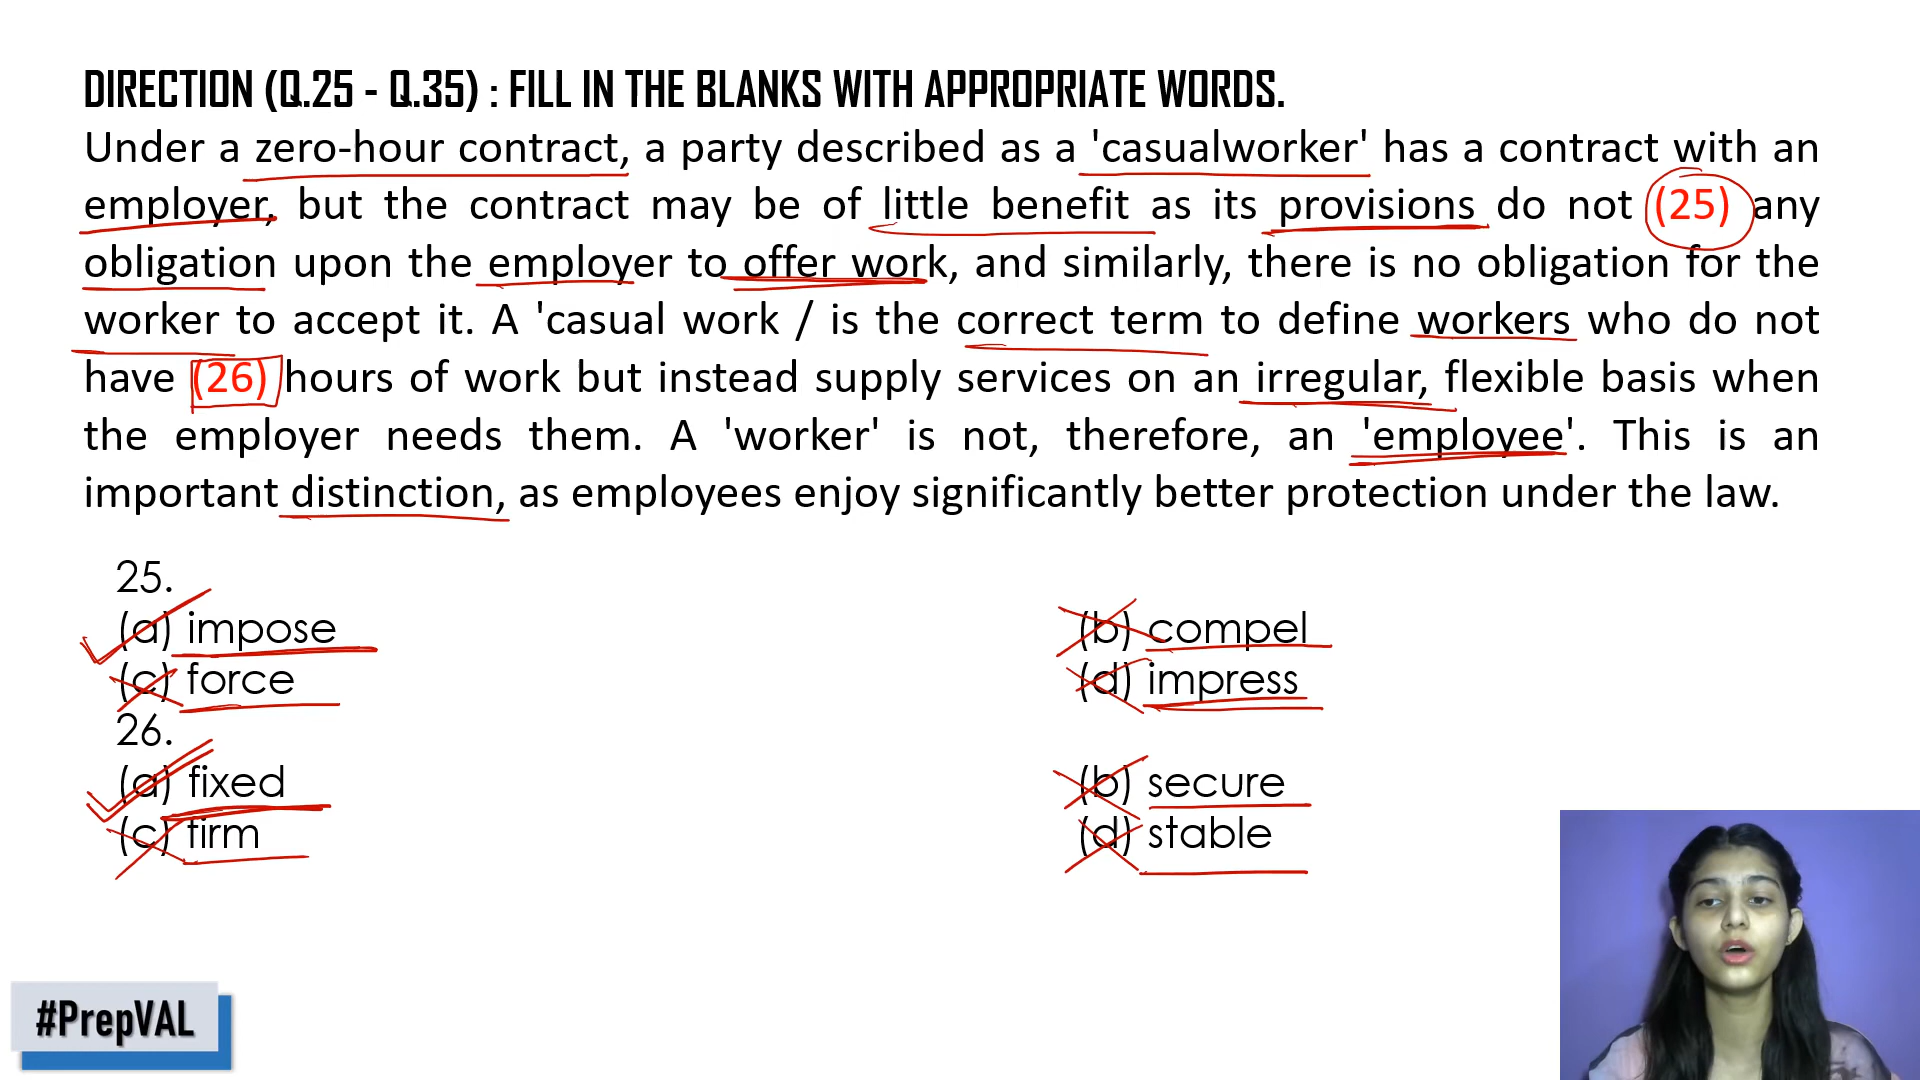 DIRECTION (Q.25 - Q.35) : FILL IN THE BLANKS WITH APPROPRIATE WORDS.
Under a zero-hour contract, a party described as a 'casualworker' has a contract with an
employer, but the contract may be of little benefit as its provisions do not (25) any
obligation upon the employer to offer work, and similarly, there is no obligation for the
worker to accept it. A 'casual work / is the correct term to define workers who do not
have (26) hours of work but instead supply services on an irregular, flexible basis when
the employer needs them. A 'worker' is not, therefore, an 'employee'. This is an
important distinction, as employees enjoy significantly better protection under the law.
25.
(a) impose (b) compel
(c) force (d) impress
26.
(a) fixed (b) secure
(c) firm (d) stable
#PrepVAL